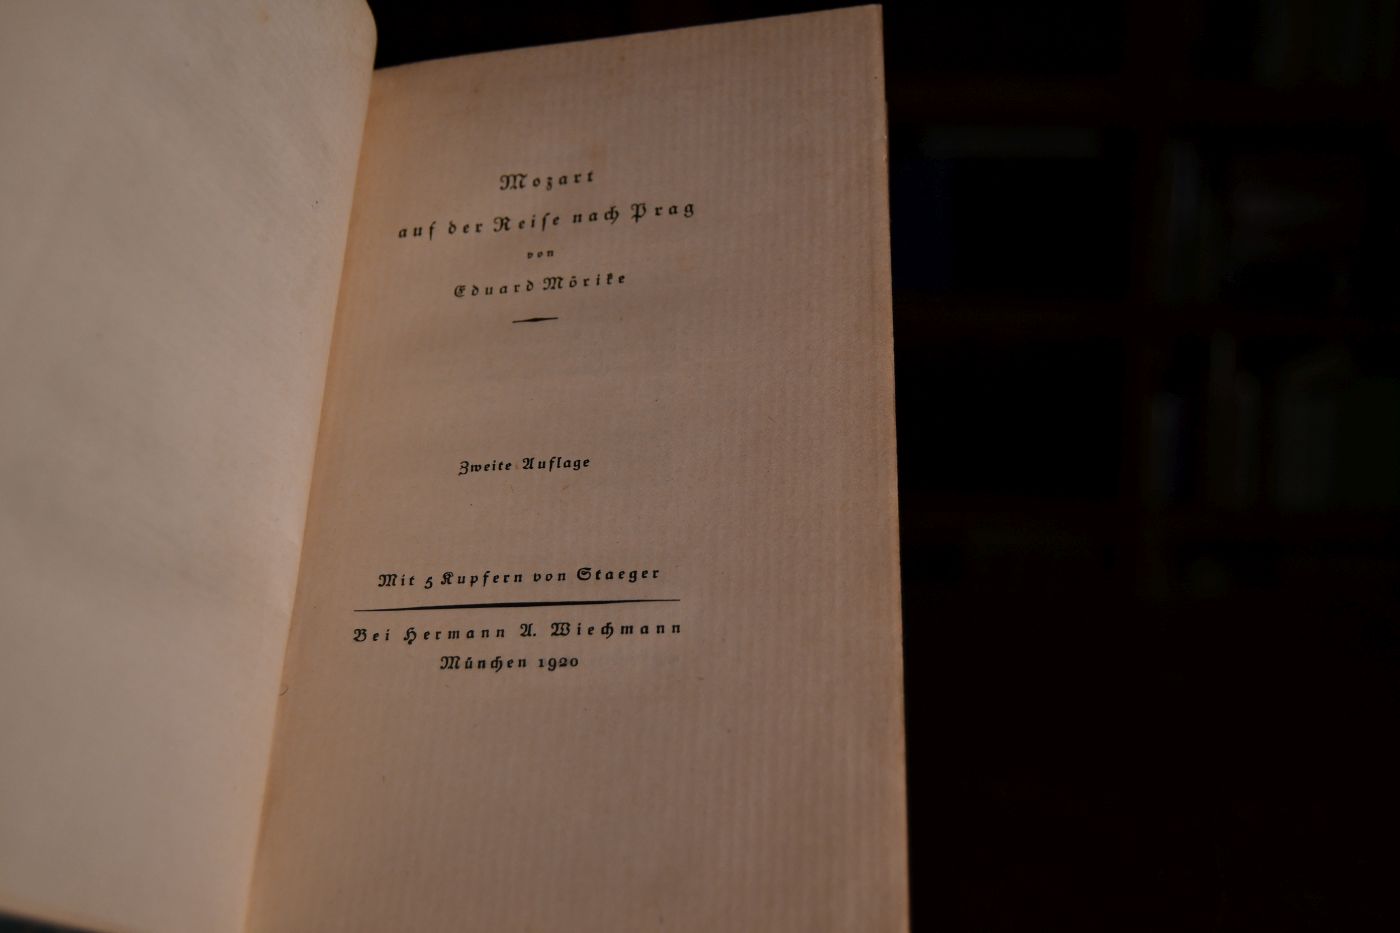 Mozart
auf der Reiſe nach Prag
von
Eduard Mörike
Zweite Auflage
Mit 5 Kupfern von Staeger
Bei Hermann A. Wiechmann
München 1920